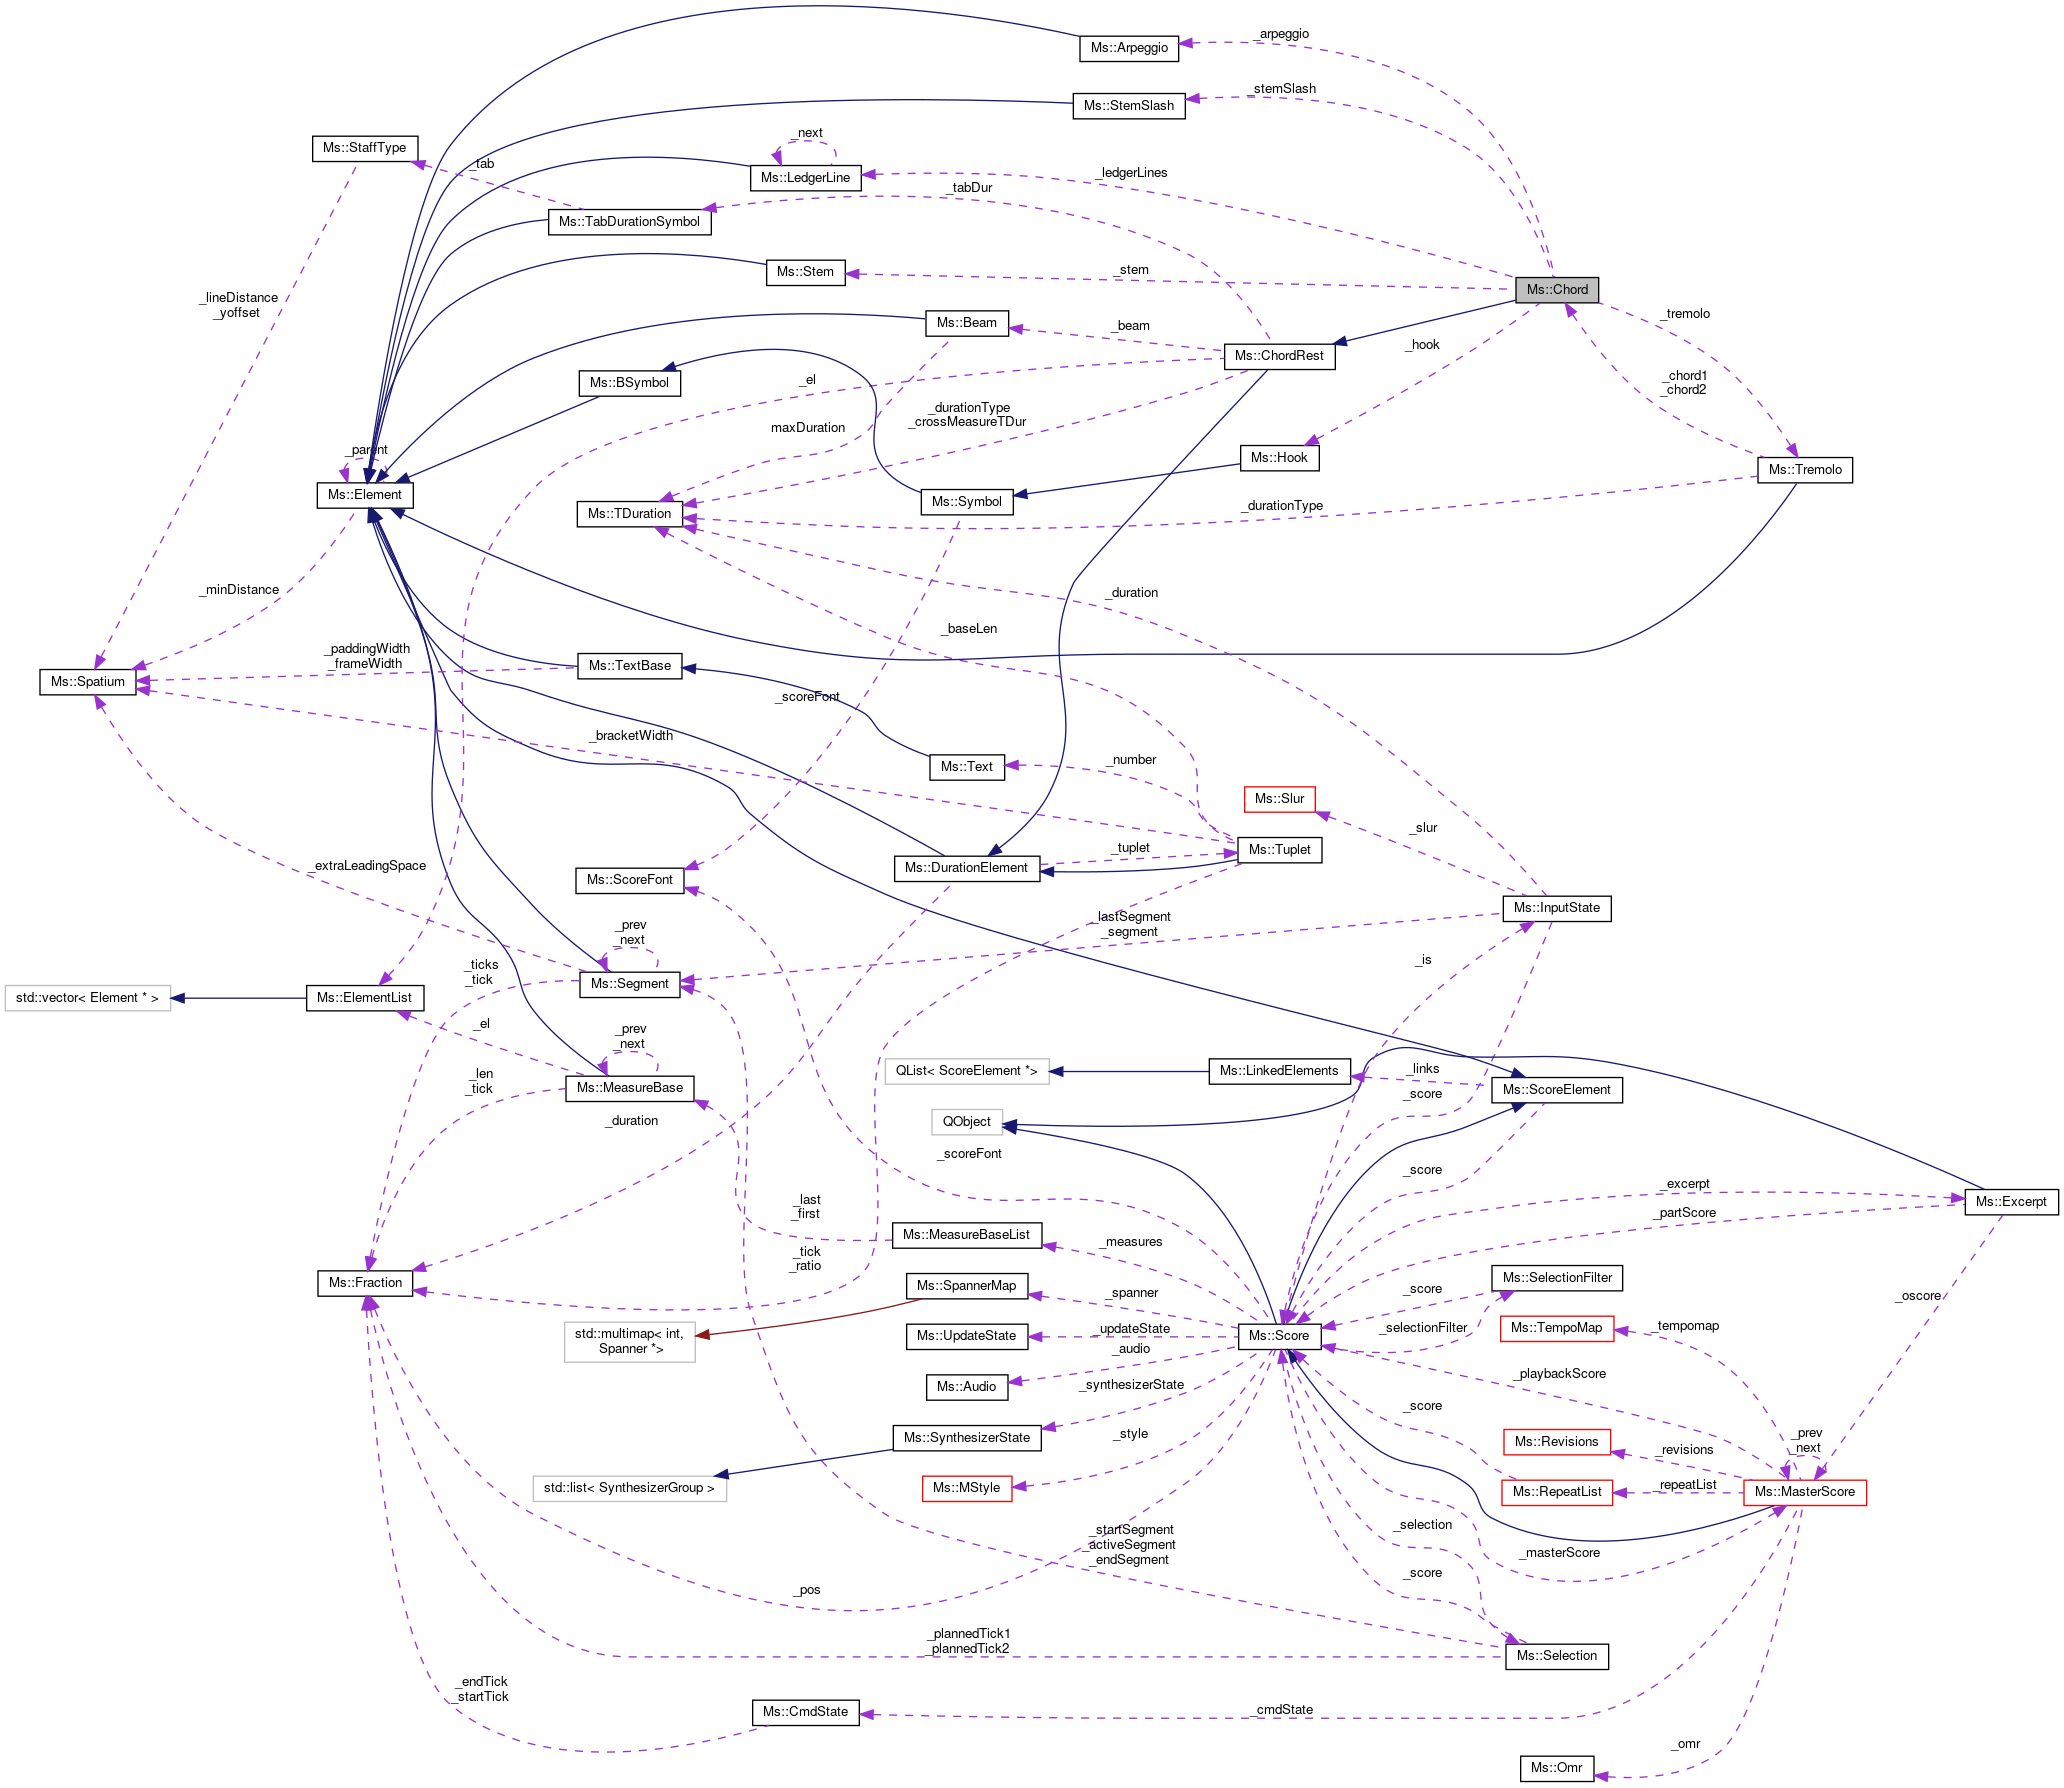 Ms::Arpeggio
_arpeggio
Ms::StemSlash
_stemSlash
Ms::StaffType
_next
_tab
Ms::LedgerLine
_ledgerLines
_tabDur
Ms::TabDurationSymbol
Ms::Stem
_stem
Ms::Chord
_lineDistance
_yoffset
Ms::Beam
_beam
_tremolo
Ms::ChordRest
_hook
Ms::BSymbol
_el
_chord1
_chord2
_durationType
_crossMeasureTDur
maxDuration
_parent
Ms::Hook
Ms::Tremolo
Ms::Element
Ms::Symbol
Ms::TDuration
_durationType
_minDistance
_duration
_baseLen
_paddingWidth
_frameWidth
Ms::TextBase
Ms::Spatium
_scoreFont
_bracketWidth
Ms::Text
_number
Ms::Slur
_slur
_extraLeadingSpace
Ms::ScoreFont
Ms::DurationElement
_tuplet
Ms::Tuplet
Ms::InputState
_lastSegment
_segment
_prev
_next
_is
_ticks
_tick
Ms::Segment
std::vector< Element * >
Ms::ElementList
_el
_prev
_next
QList< ScoreElement *>
Ms::LinkedElements
_links
Ms::ScoreElement
_len
_tick
Ms::MeasureBase
_score
_duration
QObject
_scoreFont
_score
_excerpt
Ms::Excerpt
_last
_first
_partScore
Ms::MeasureBaseList
_measures
_tick
_ratio
Ms::Fraction
Ms::SpannerMap
_spanner
_score
Ms::SelectionFilter
_oscore
std::multimap< int,
Spanner *>
Ms::UpdateState
_updateState
Ms::Score
_selectionFilter
Ms::TempoMap
_tempomap
_audio
Ms::Audio
_synthesizerState
_playbackScore
_score
Ms::SynthesizerState
_style
Ms::Revisions
_revisions
_prev
_next
std::list< SynthesizerGroup >
Ms::MStyle
Ms::RepeatList
_repeatList
Ms::MasterScore
_startSegment
_activeSegment
_endSegment
_selection
_masterScore
_pos
_score
_plannedTick1
_plannedTick2
Ms::Selection
_endTick
_startTick
Ms::CmdState
_cmdState
_omr
Ms::Omr